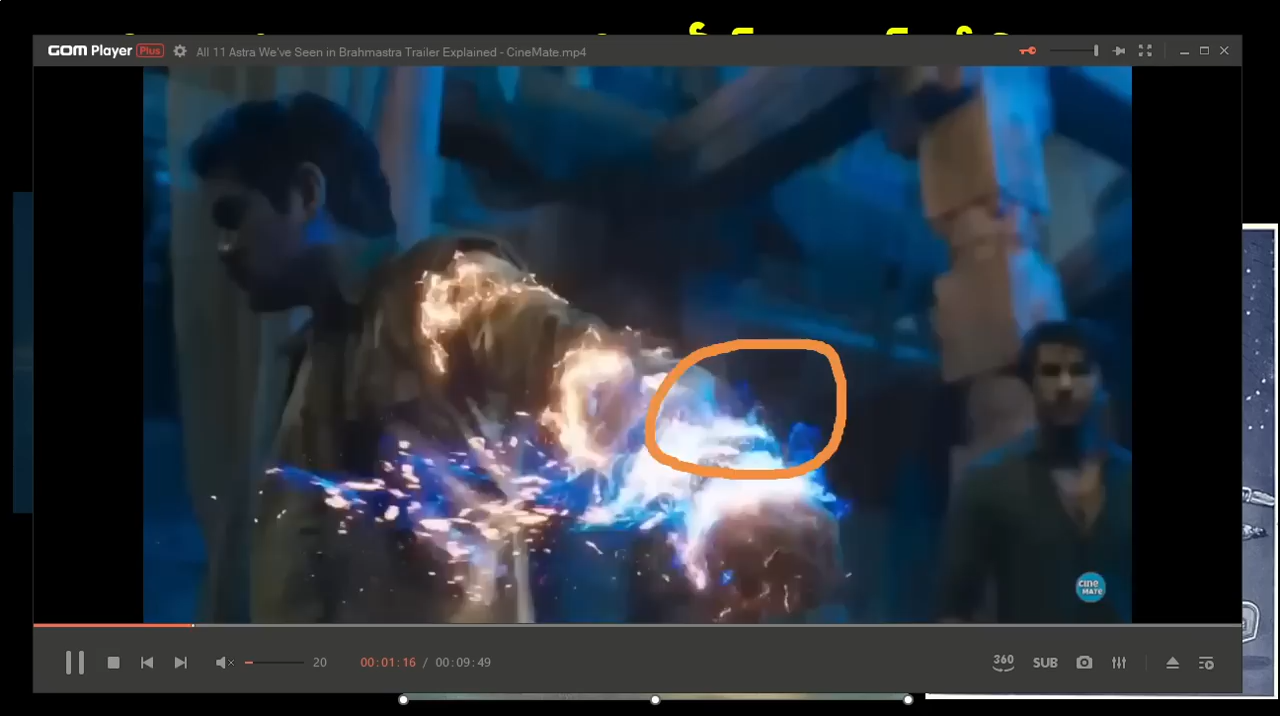 GOM Player Plus All 11 Astra We've Seen in Brahmastra Trailer Explained - CineMate.mp4
CINE
MATE
20 00:01:16 / 00:09:49 360 SUB